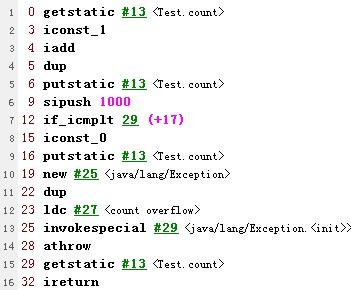 1 0 getstatic #13 <Test.count>
2 3 iconst_1
3 4 iadd
4 5 dup
5 6 putstatic #13 <Test.count>
6 9 sipush 1000
7 12 if_icmplt 29 (+17)
8 15 iconst_0
9 16 putstatic #13 <Test.count>
10 19 new #25 <java/lang/Exception>
11 22 dup
12 23 ldc #27 <count overflow>
13 25 invokespecial #29 <java/lang/Exception.<init>>
14 28 athrow
15 29 getstatic #13 <Test.count>
16 32 ireturn